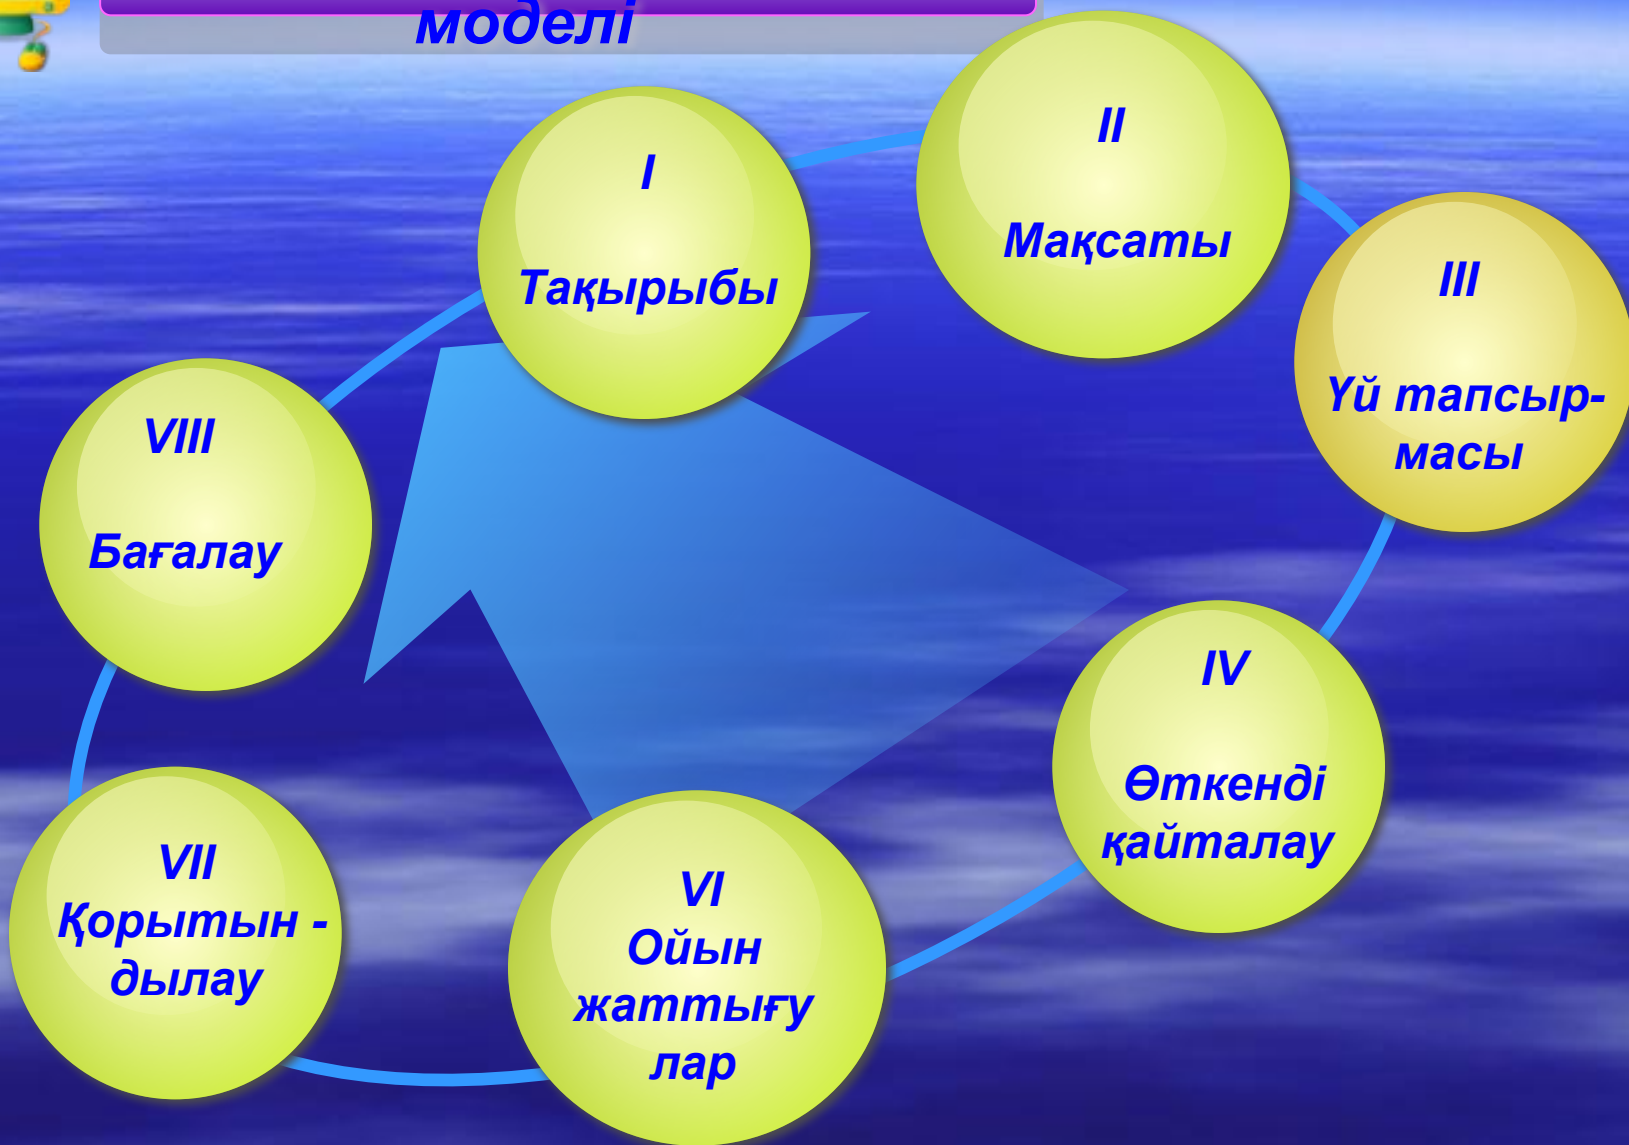 моделі
I
Тақырыбы
II
Мақсаты
III
Үй тапсыр-
масы
IV
Өткенді
қайталау
VI
Ойын
жаттығу
лар
VII
Қорытын -
дылау
VIII
Бағалау